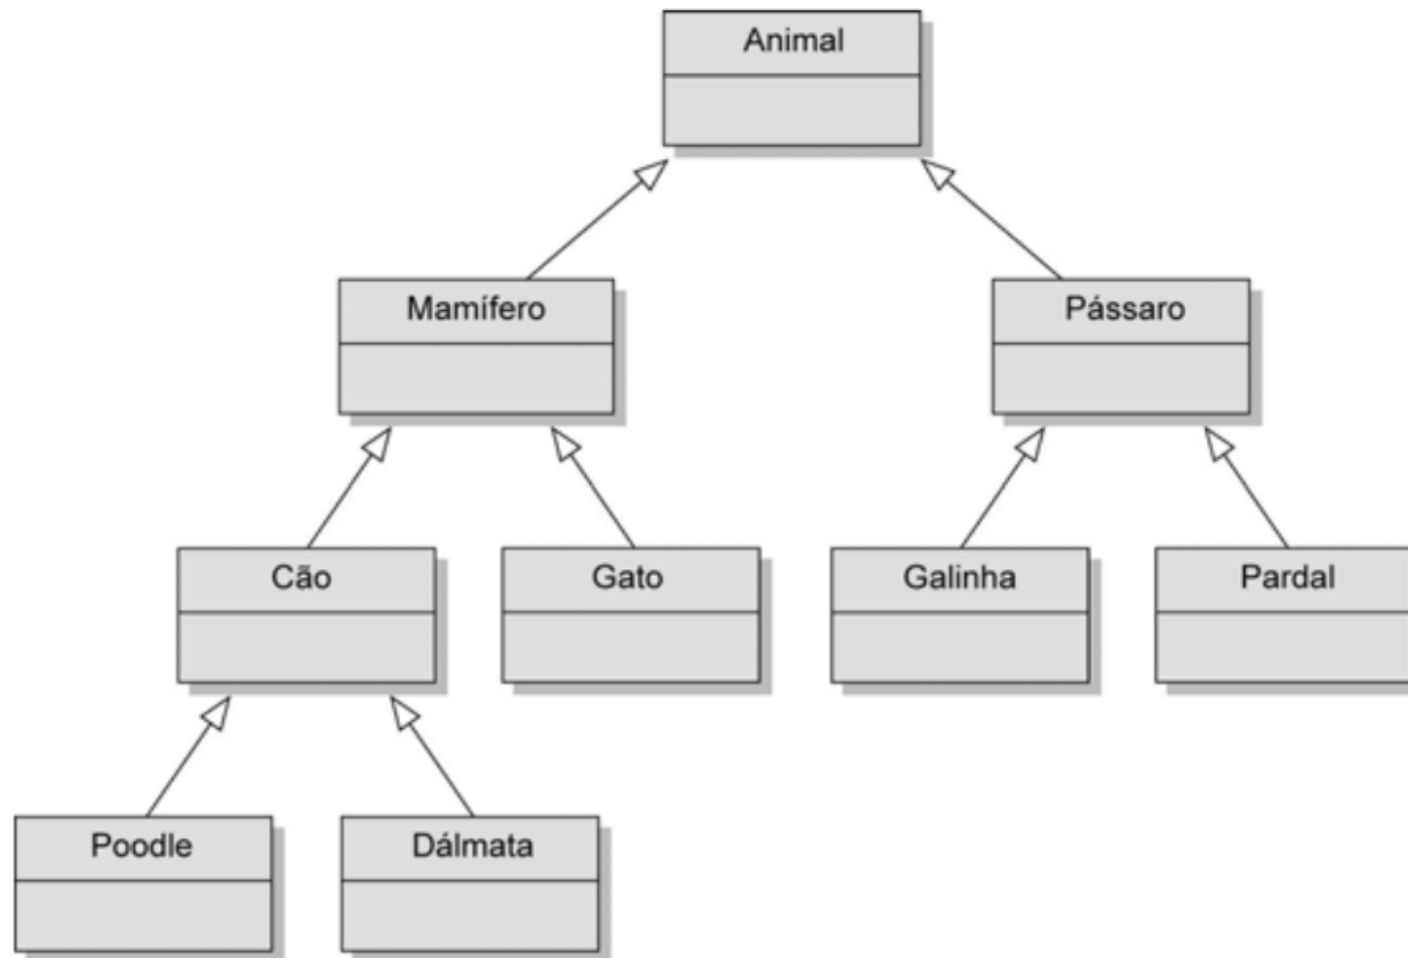 Animal
Mamífero
Pássaro
Cão
Gato
Galinha
Pardal
Poodle
Dálmata